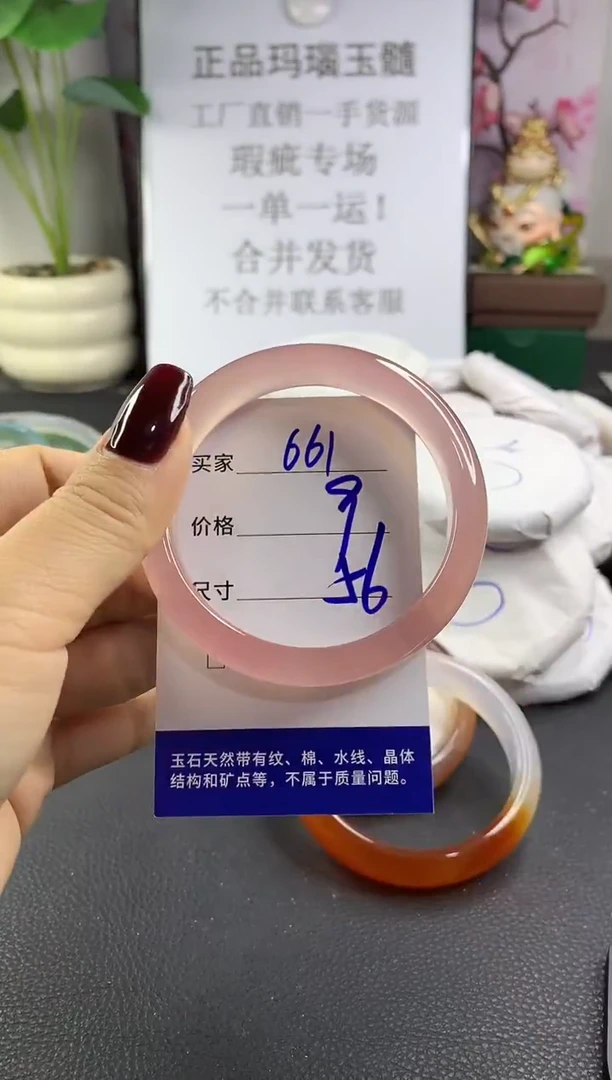 正品玛瑙玉髓
工厂直销一手货源
瑕疵专场
一单一运！
合并发货
不合并联系客服
买家 661
价格 9
尺寸 56
玉石天然带有纹、棉、水线、晶体
结构和矿点等，不属于质量问题。